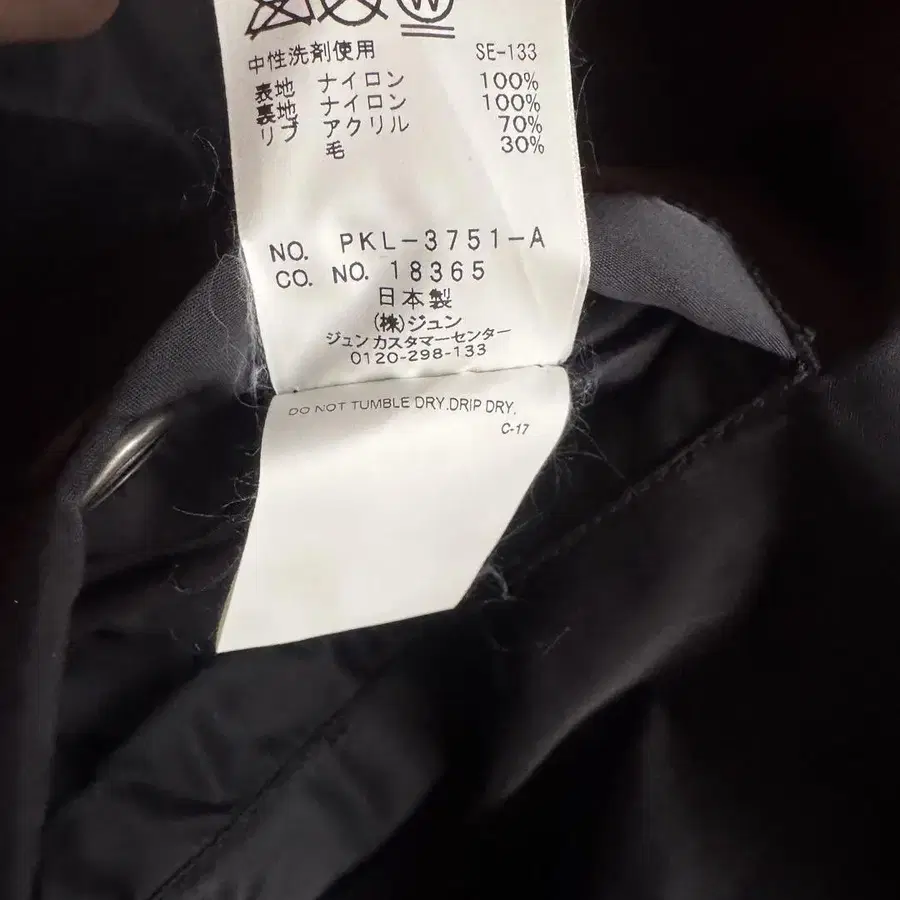 W
中性洗剤使用 SE-133
表地 ナイロン 100%
裏地 ナイロン 100%
リブ アクリル 70%
毛 30%
NO. PKL-3751-A
CO. NO. 18365
日本製
(株)ジュン
ジュンカスタマーセンター
0120-298-133
DO NOT TUMBLE DRY.DRIP DRY.
C-17